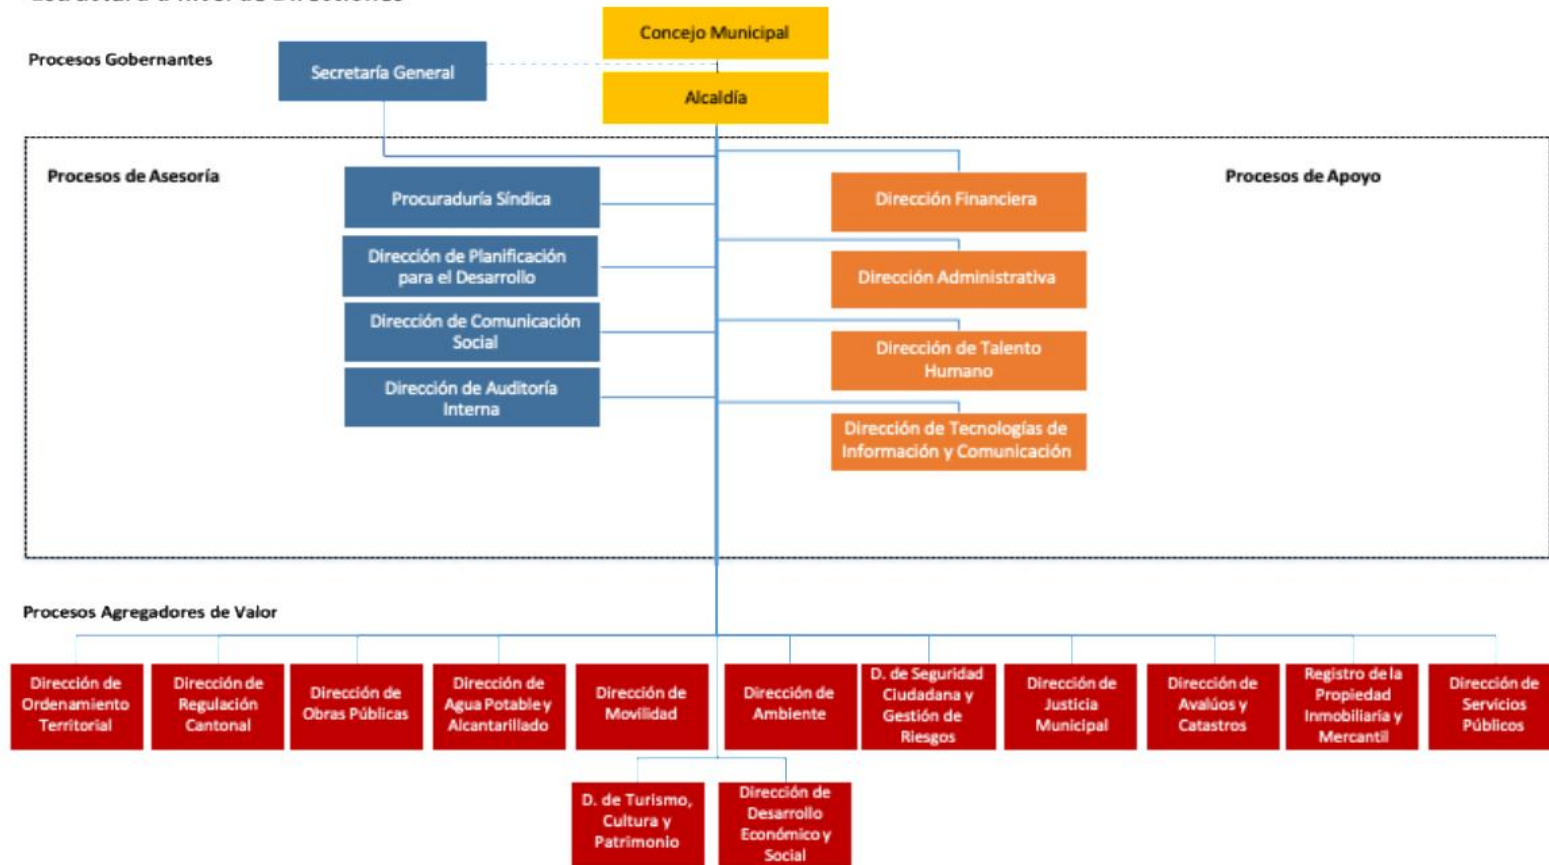 Estructura a nivel de Direcciones
Concejo Municipal
Procesos Gobernantes
Secretaría General
Alcaldía
Procesos de Asesoría
Procesos de Apoyo
Procuraduría Síndica
Dirección Financiera
Dirección de Planificación
para el Desarrollo
Dirección Administrativa
Dirección de Comunicación
Social
Dirección de Talento
Humano
Dirección de Auditoría
Interna
Dirección de Tecnologías de
Información y Comunicación
Procesos Agregadores de Valor
Dirección de
Ordenamiento
Territorial
Dirección de
Regulación
Cantonal
Dirección de
Obras Públicas
Dirección de
Agua Potable y
Alcantarillado
Dirección de
Movilidad
Dirección de
Ambiente
D. de Seguridad
Ciudadana y
Gestión de
Riesgos
Dirección de
Justicia
Municipal
Dirección de
Avalúos y
Catastros
Registro de la
Propiedad
Inmobiliaria y
Mercantil
Dirección de
Servicios
Públicos
D. de Turismo,
Cultura y
Patrimonio
Dirección de
Desarrollo
Económico y
Social